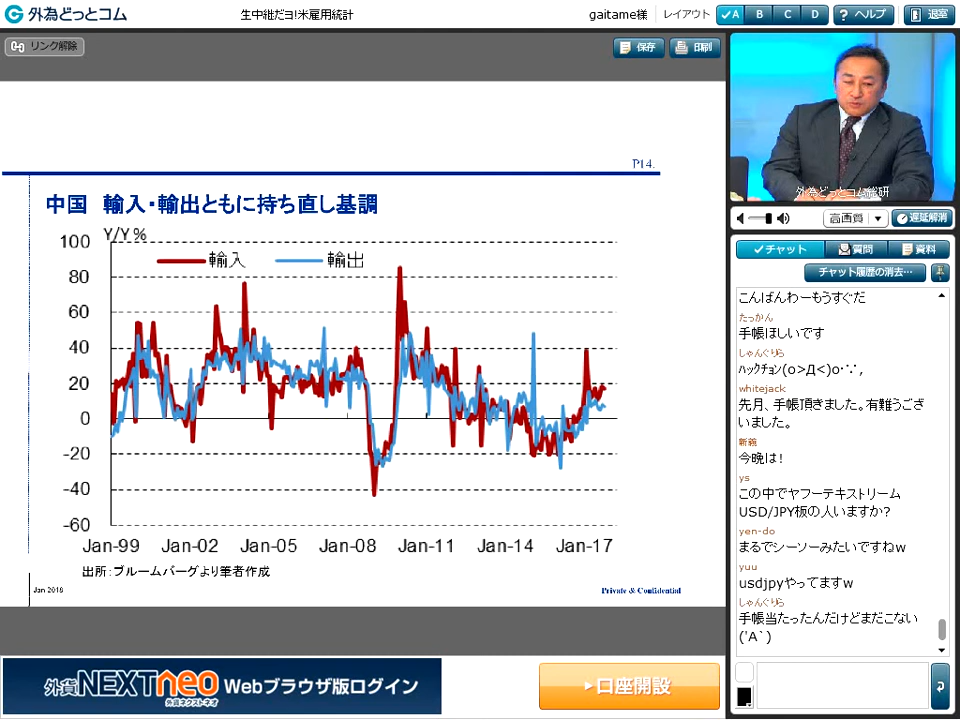 外為どっとコム
生中継だヨ!米雇用統計
gaitame様
レイアウト
A
B
C
D
? ヘルプ
退室
リンク解除
保存
印刷
P14.
中国 輸入・輸出ともに持ち直し基調
Y/Y %
輸入
輸出
100
80
60
40
20
0
-20
-40
-60
Jan-99
Jan-02
Jan-05
Jan-08
Jan-11
Jan-14
Jan-17
出所:ブルームバーグより筆者作成
Jan 2018
Private & Confidential
外為どっとコム総研
高画質
遅延解消
チャット
質問
資料
チャット履歴の消去…
こんばんわーもうすぐだ
たっかん
手帳ほしいです
しゃんぐりら
ﾊｯｸﾁｮﾝ(o>Д<)o･∵,
whitejack
先月、手帳頂きました。有難うござ
いました。
今晩は!
ys
この中でヤフーテキストリーム
USD/JPY板の人いますか?
yen-do
まるでシーソーみたいですねw
yuu
usdjpyやってますw
しゃんぐりら
手帳当たったんだけどまだこない
('A`)
外貨NEXTneo
外貨ネクストネオ
Webブラウザ版ログイン
口座開設